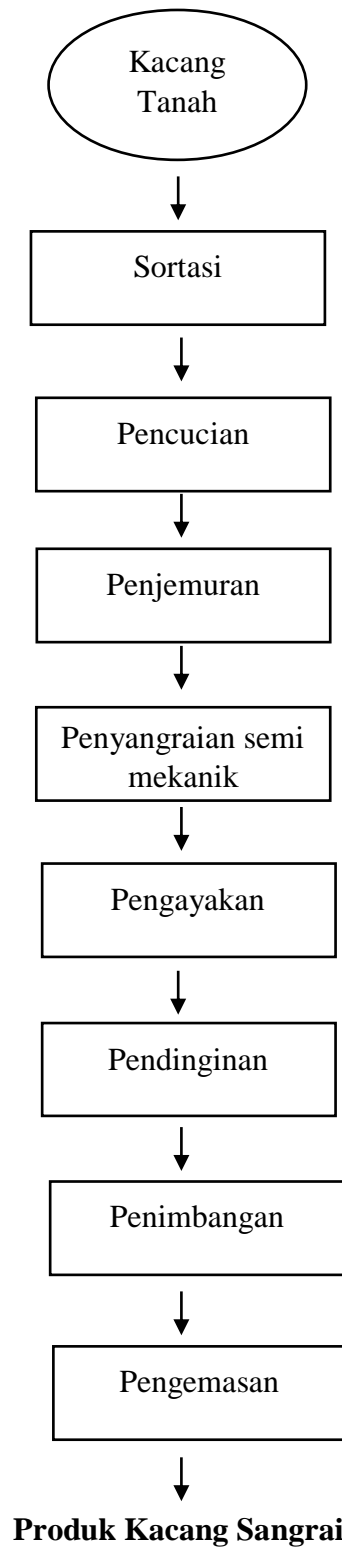 Kacang
Tanah
Sortasi
Pencucian
Penjemuran
Penyangraian semi
mekanik
Pengayakan
Pendinginan
Penimbangan
Pengemasan
Produk Kacang Sangrai